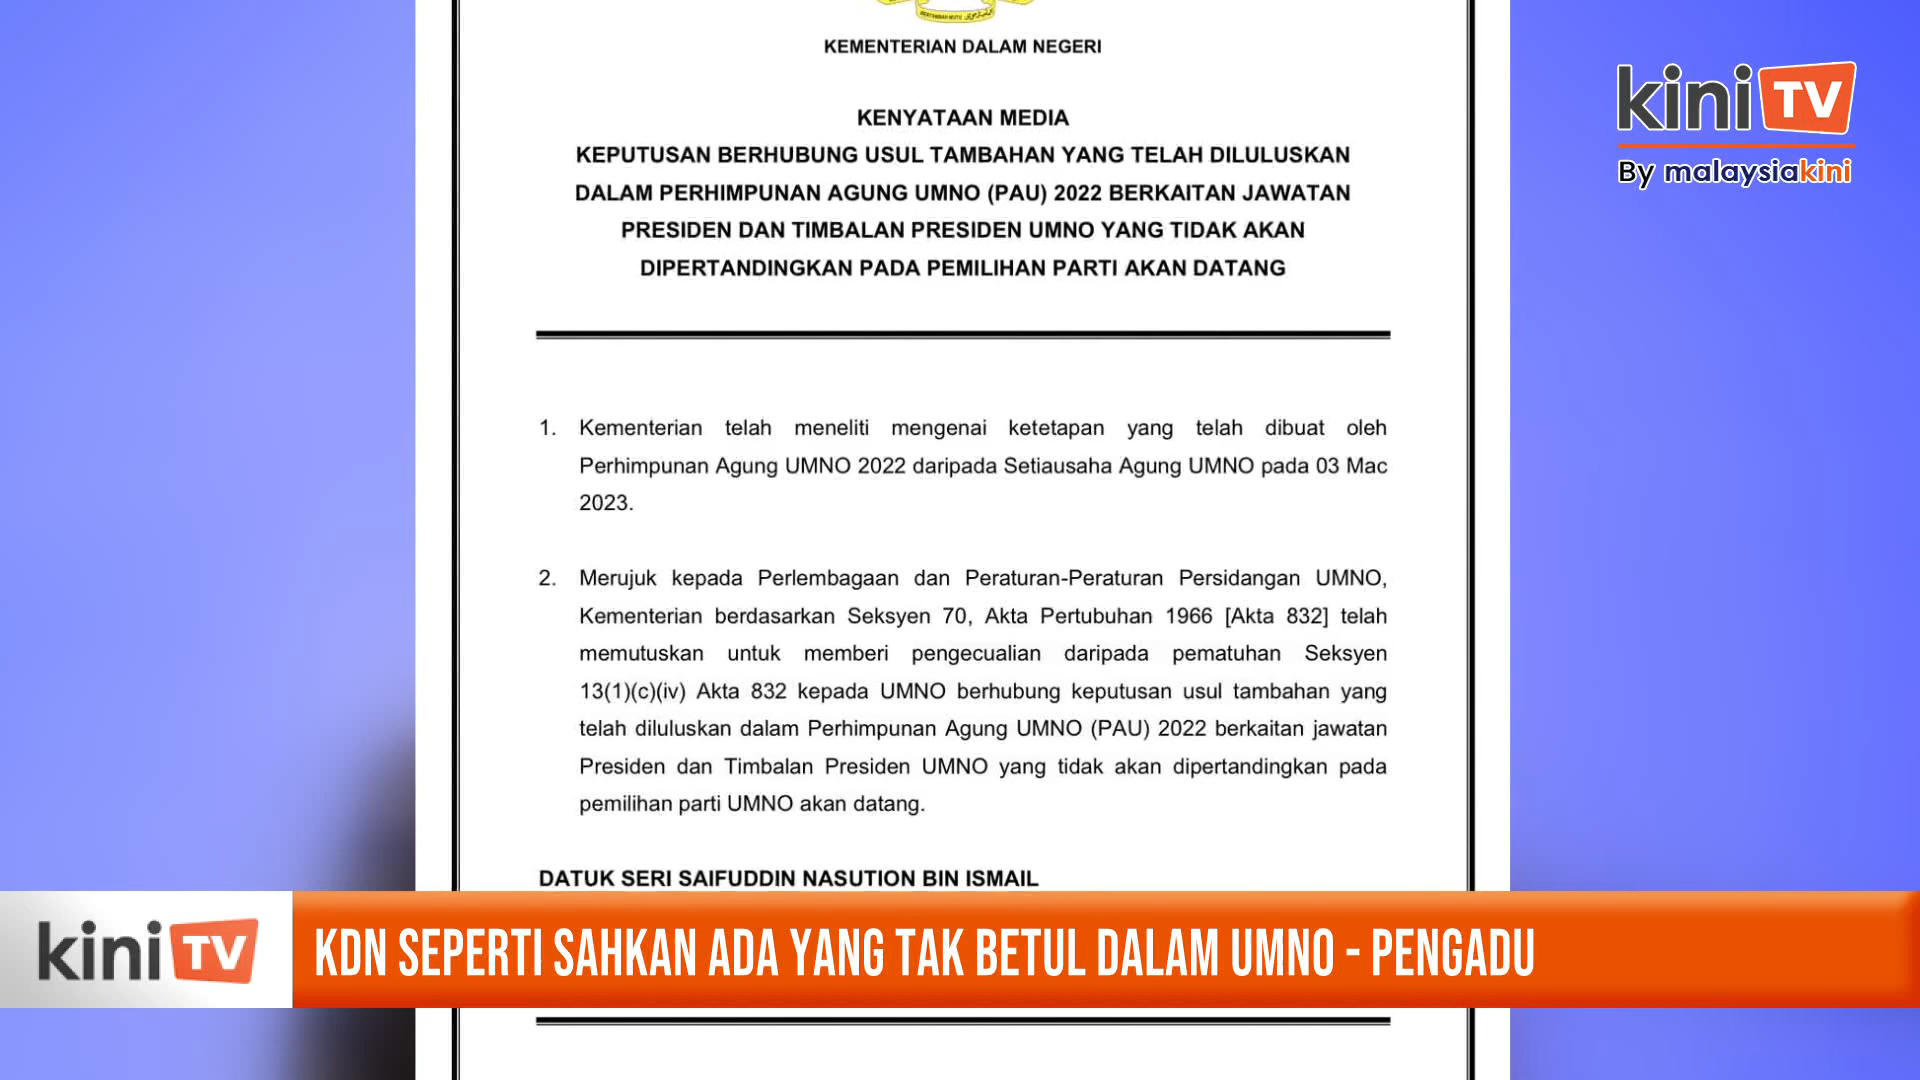 BERTAMBAH MUTU
KEMENTERIAN DALAM NEGERI
KENYATAAN MEDIA
KEPUTUSAN BERHUBUNG USUL TAMBAHAN YANG TELAH DILULUSKAN
DALAM PERHIMPUNAN AGUNG UMNO (PAU) 2022 BERKAITAN JAWATAN
PRESIDEN DAN TIMBALAN PRESIDEN UMNO YANG TIDAK AKAN
DIPERTANDINGKAN PADA PEMILIHAN PARTI AKAN DATANG
1. Kementerian telah meneliti mengenai ketetapan yang telah dibuat oleh
Perhimpunan Agung UMNO 2022 daripada Setiausaha Agung UMNO pada 03 Mac
2023.
2. Merujuk kepada Perlembagaan dan Peraturan-Peraturan Persidangan UMNO,
Kementerian berdasarkan Seksyen 70, Akta Pertubuhan 1966 [Akta 832] telah
memutuskan untuk memberi pengecualian daripada pematuhan Seksyen
13(1)(c)(iv) Akta 832 kepada UMNO berhubung keputusan usul tambahan yang
telah diluluskan dalam Perhimpunan Agung UMNO (PAU) 2022 berkaitan jawatan
Presiden dan Timbalan Presiden UMNO yang tidak akan dipertandingkan pada
pemilihan parti UMNO akan datang.
DATUK SERI SAIFUDDIN NASUTION BIN ISMAIL
kini TV
By malaysiakini
kini TV
KDN SEPERTI SAHKAN ADA YANG TAK BETUL DALAM UMNO - PENGADU